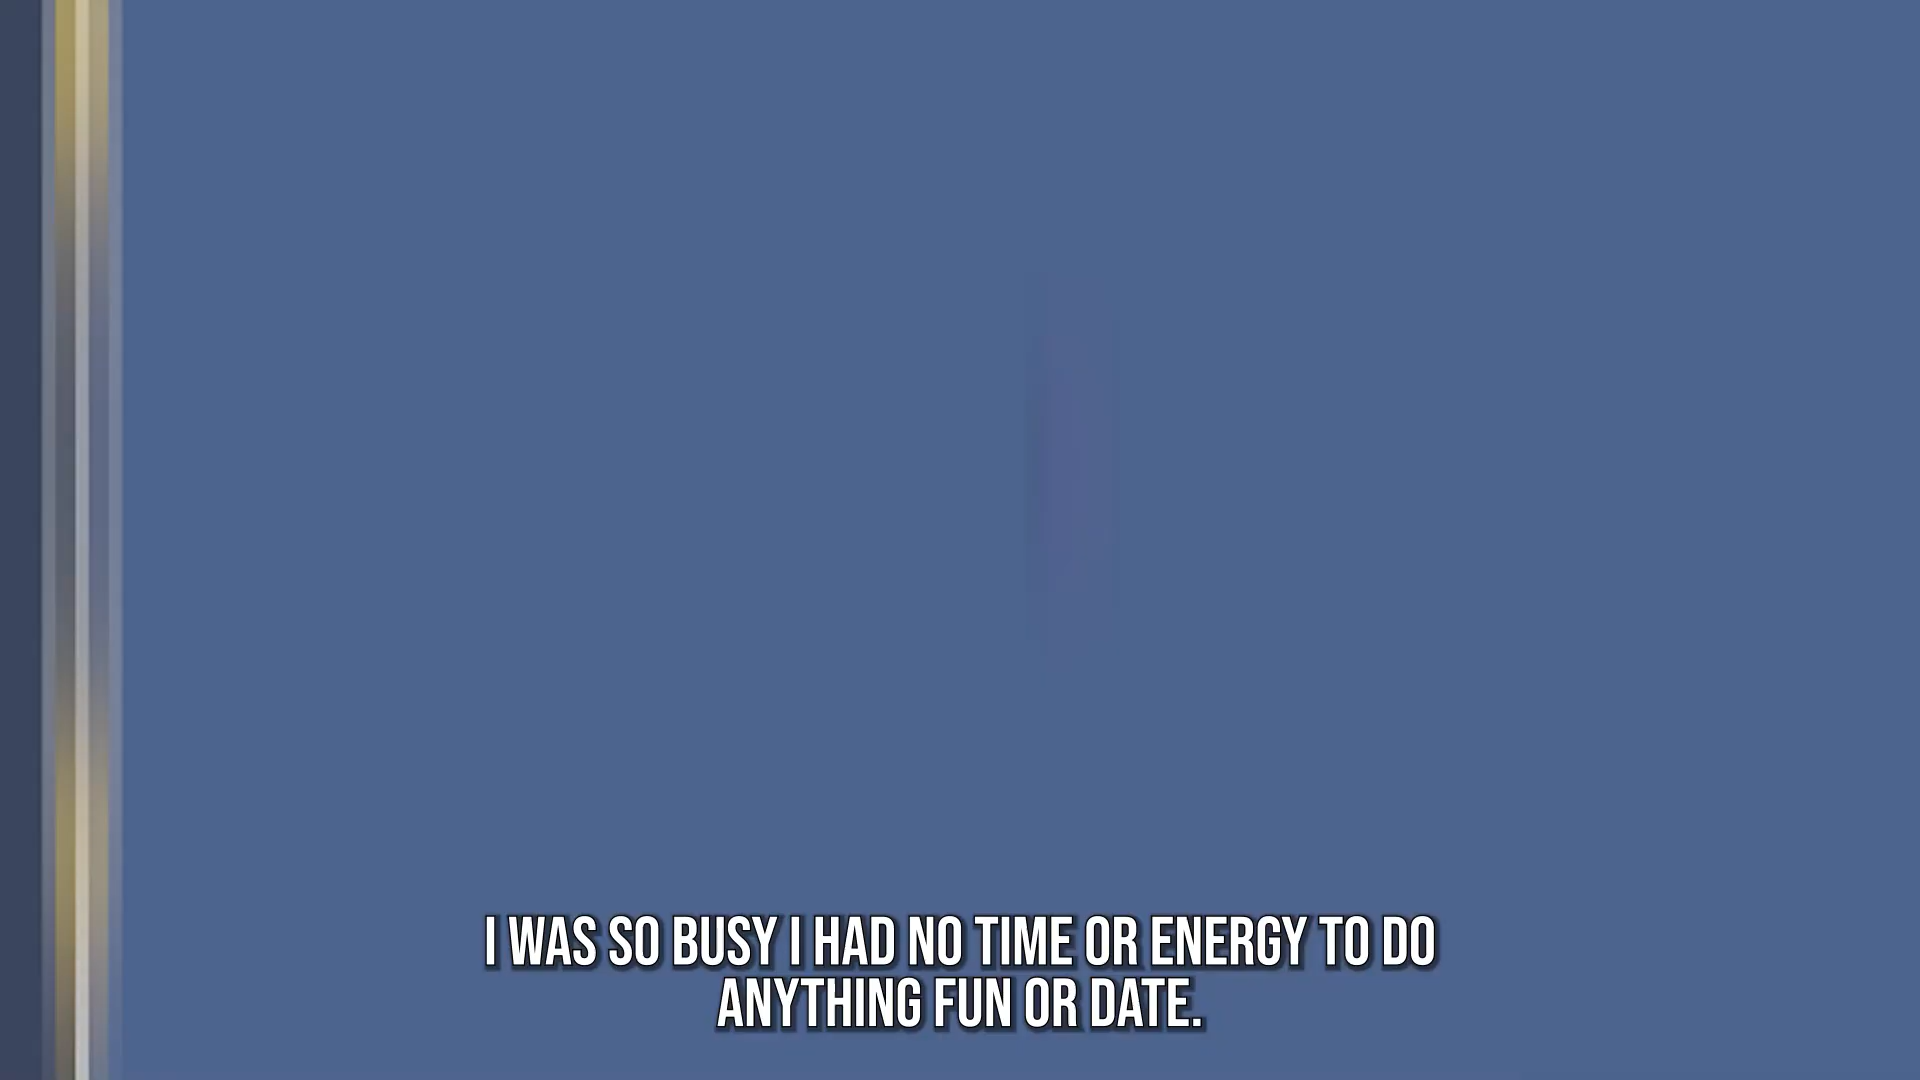 I WAS SO BUSY I HAD NO TIME OR ENERGY TO DO
ANYTHING FUN OR DATE.